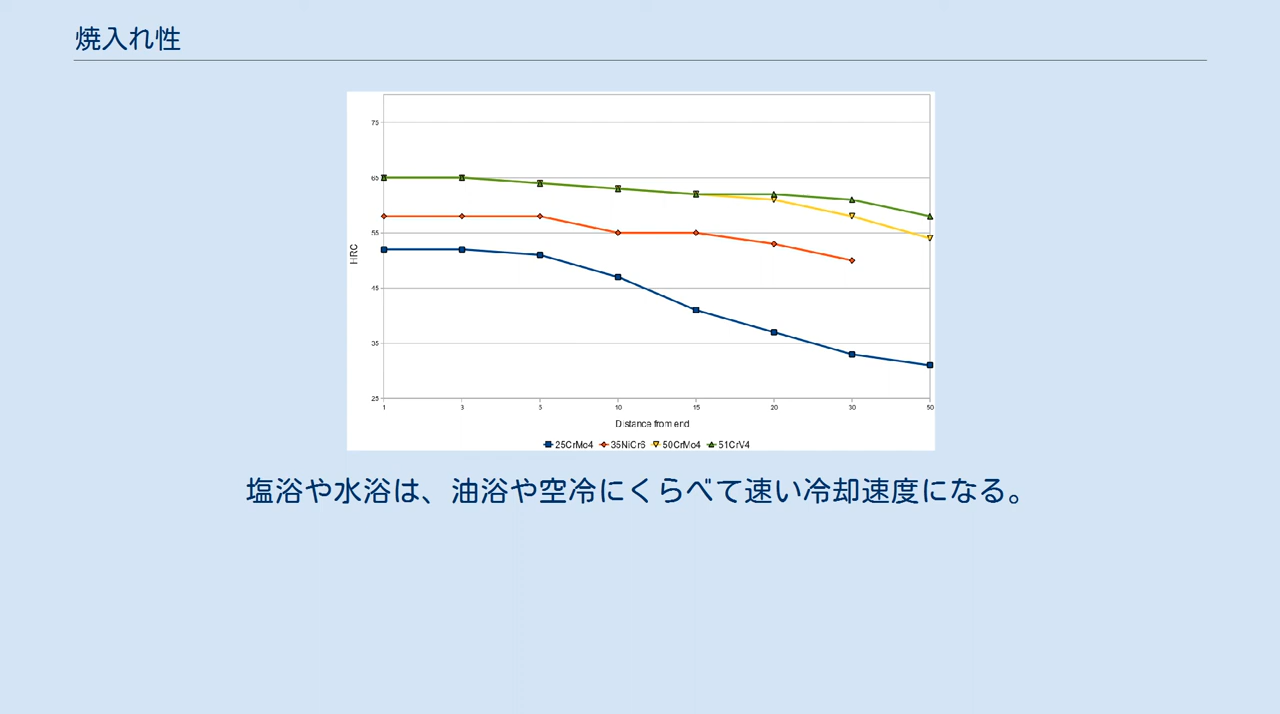 焼入れ性
75
65
55
45
35
25
HRC
1 3 5 10 15 20 30 50
Distance from end
25CrMo4 35NiCr6 50CrMo4 51CrV4
塩浴や水浴は、油浴や空冷にくらべて速い冷却速度になる。